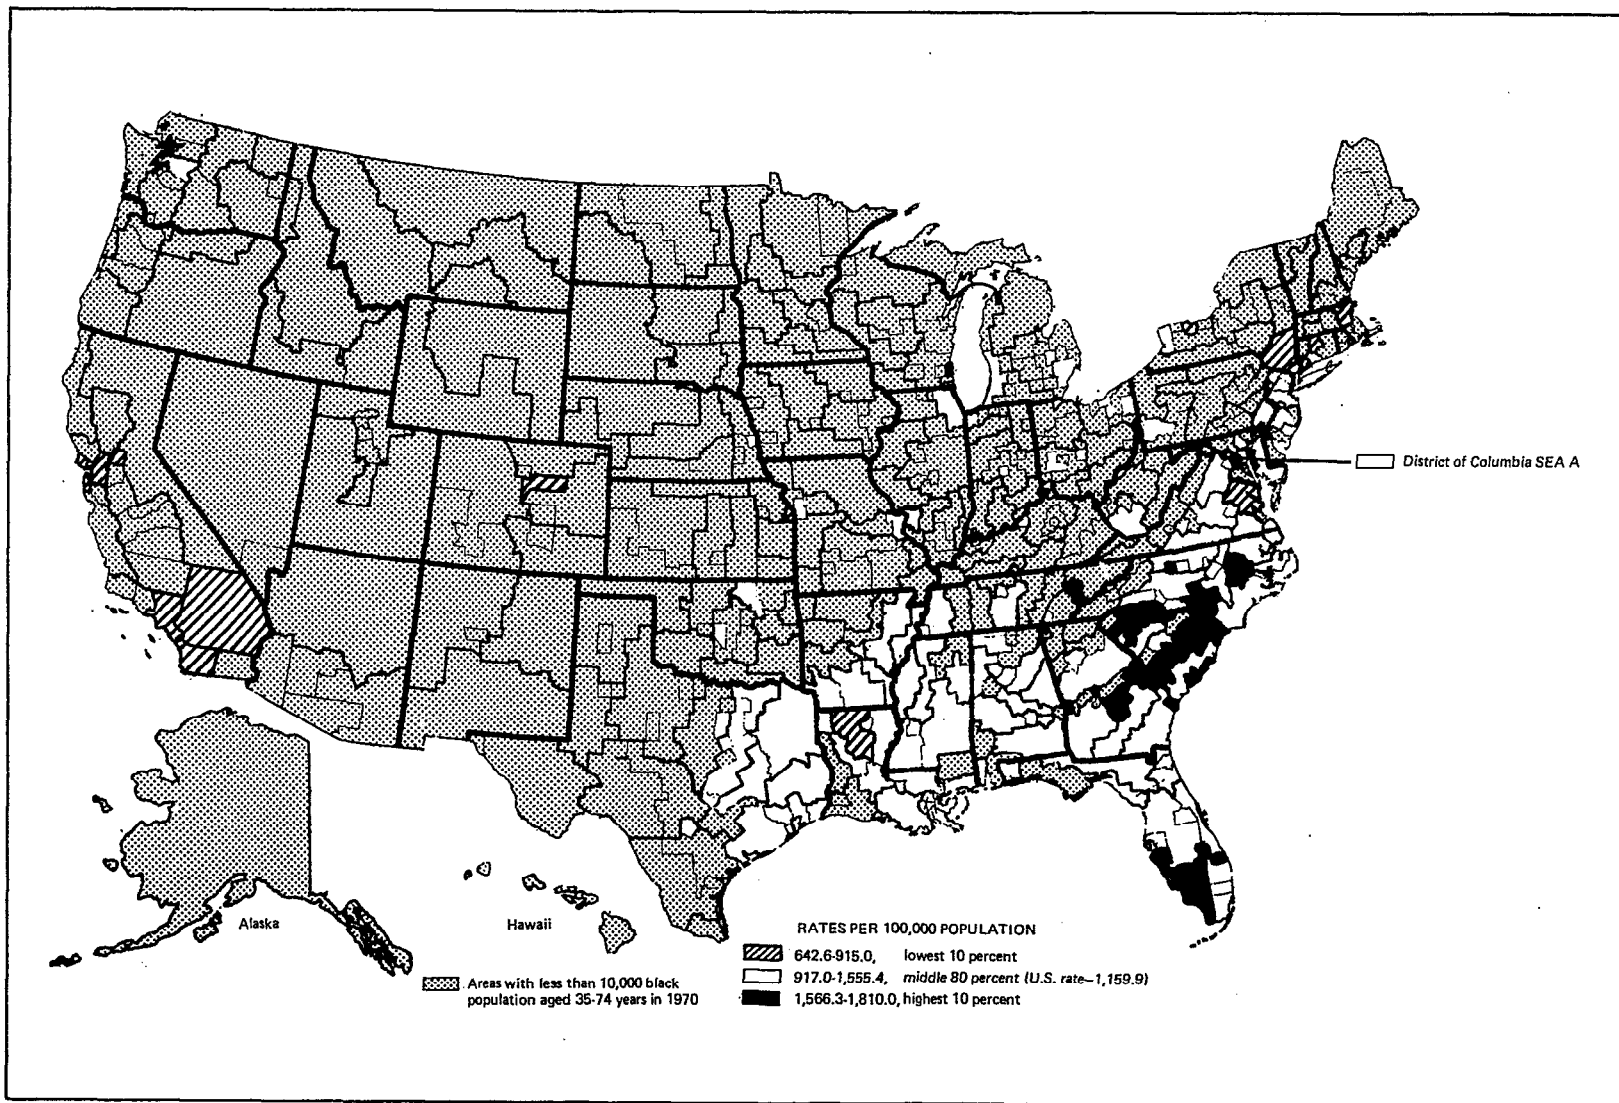 District of Columbia SEA A
Alaska
Hawaii
RATES PER 100,000 POPULATION
642.6-915.0, lowest 10 percent
917.0-1,555.4, middle 80 percent (U.S. rate—1,159.9)
1,566.3-1,810.0, highest 10 percent
Areas with less than 10,000 black
population aged 35-74 years in 1970